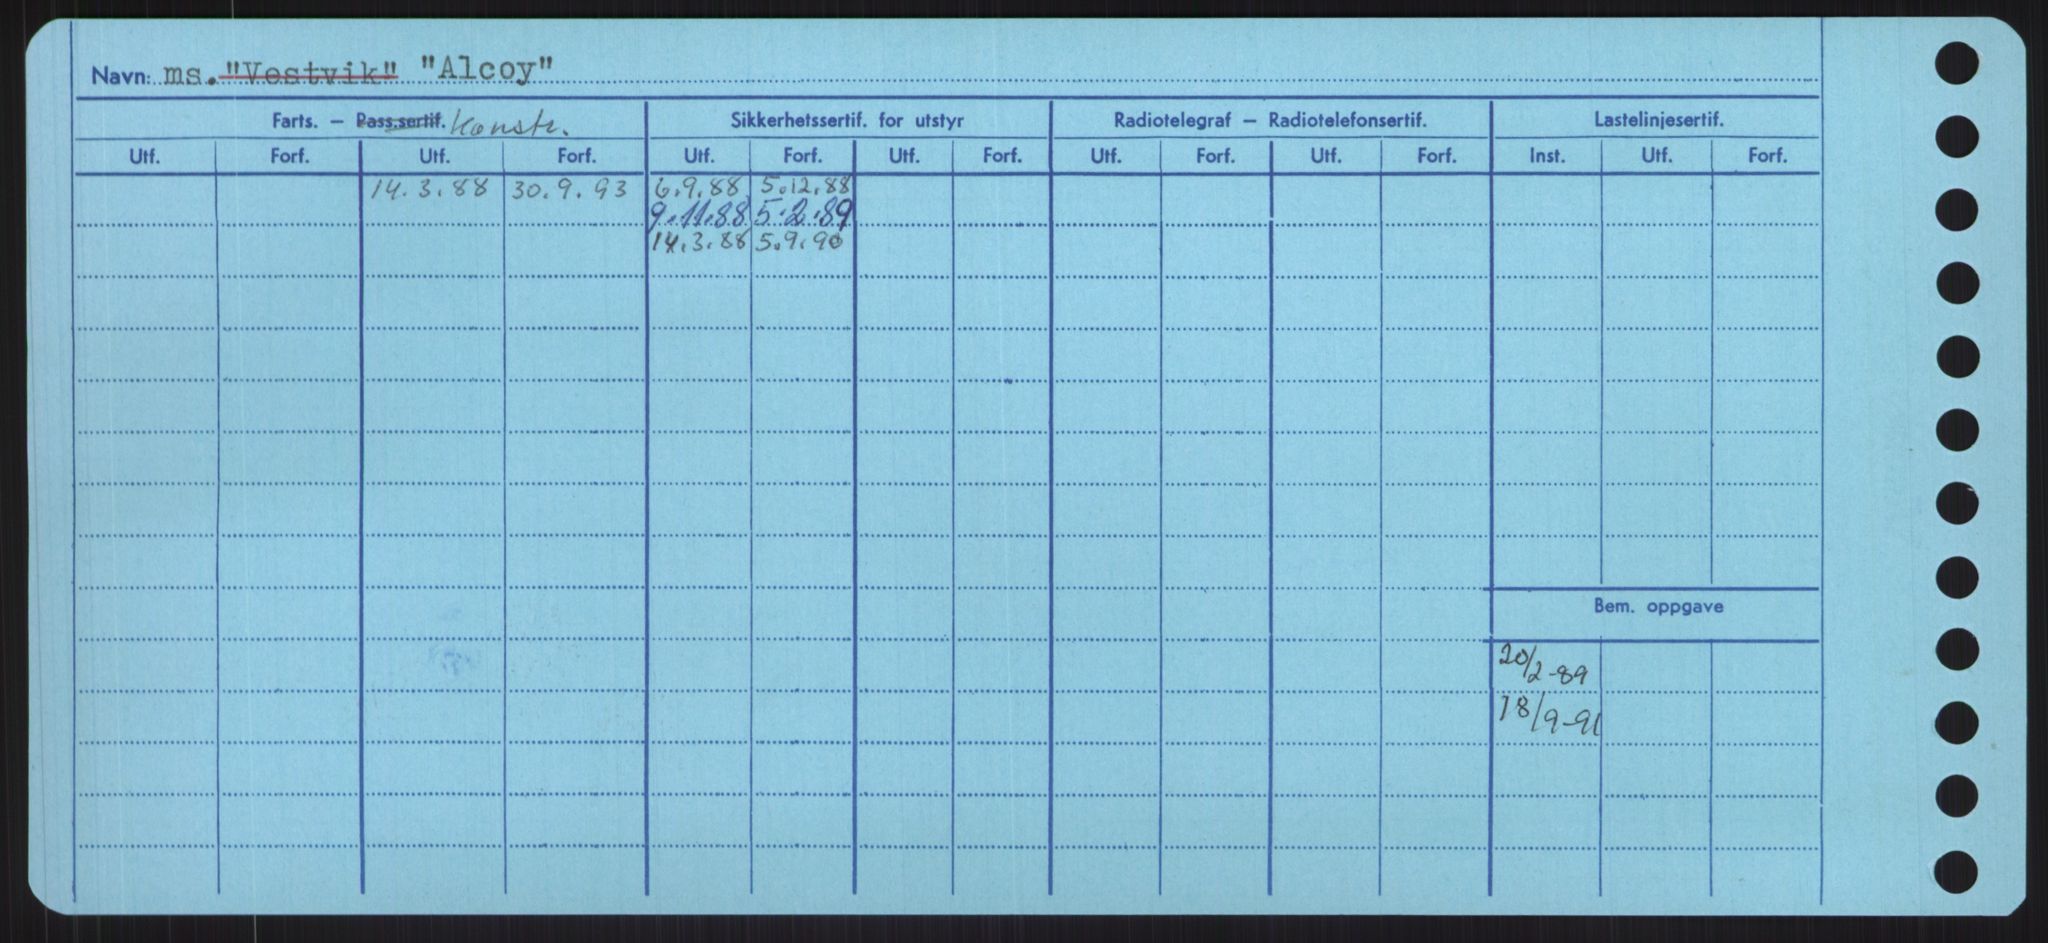 Navn: ms. "Vestvik" "Alcoy"
Farts. – Pass.sertif. Konstr. Sikkerhetssertif. for utstyr Radiotelegraf – Radiotelefonsertif. Lastelinjesertif.
Utf. Forf. Utf. Forf. Utf. Forf. Utf. Forf. Utf. Forf. Utf. Forf. Inst. Utf. Forf.
14.3.88 30.9.93 6.9.88 5.12.88
9.11.88 5.2.89
14.3.88 5.9.90
Bem. oppgave
20/2-89
18/9-91